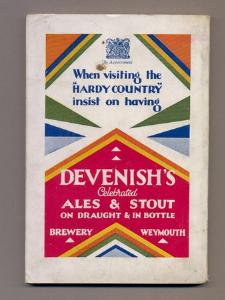 By Appointment
When visiting the
"HARDY COUNTRY"
insist on having
DEVENISH'S
Celebrated
ALES & STOUT
ON DRAUGHT & IN BOTTLE
BREWERY WEYMOUTH